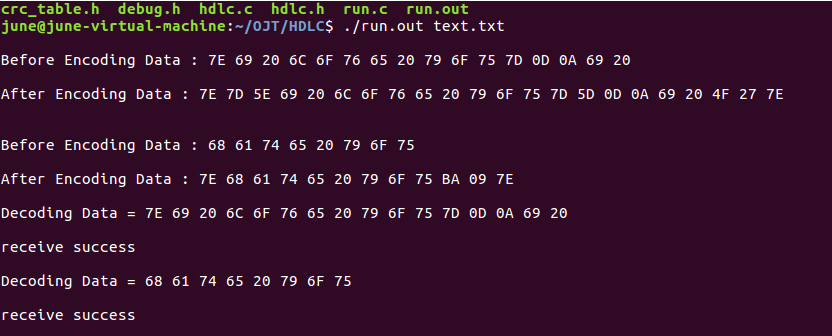 crc_table.h debug.h hdlc.c hdlc.h run.c run.out
june@june-virtual-machine:~/OJT/HDLC$ ./run.out text.txt
Before Encoding Data : 7E 69 20 6C 6F 76 65 20 79 6F 75 7D 0D 0A 69 20
After Encoding Data : 7E 7D 5E 69 20 6C 6F 76 65 20 79 6F 75 7D 5D 0D 0A 69 20 4F 27 7E
Before Encoding Data : 68 61 74 65 20 79 6F 75
After Encoding Data : 7E 68 61 74 65 20 79 6F 75 BA 09 7E
Decoding Data = 7E 69 20 6C 6F 76 65 20 79 6F 75 7D 0D 0A 69 20
receive success
Decoding Data = 68 61 74 65 20 79 6F 75
receive success